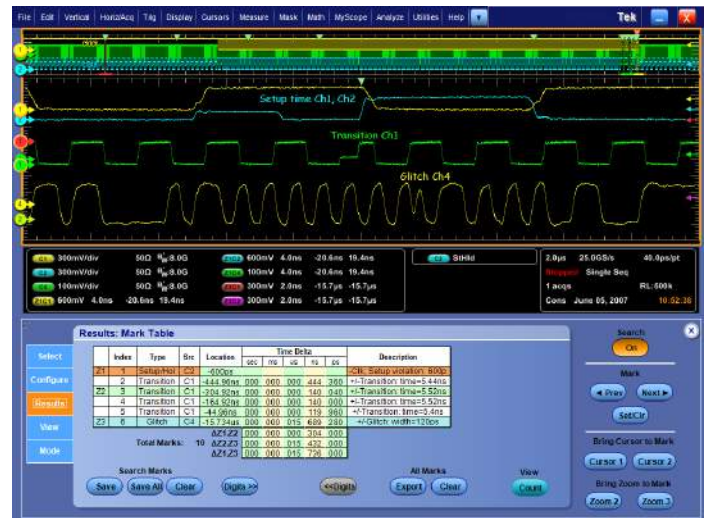 File Edit Vertical Horiz/Acq Trig Display Cursors Measure Mask Math MyScope Analyze Utilities Help Tek X
Setup time Ch1, Ch2
Transition Ch3
Glitch Ch4
C1 300mV/div 50Ω 8.0G
300mV/div 50Ω 8.0G
100mV/div 50Ω 8.0G
Z1C1 600mV 4.0ns -20.6ns 19.4ns
600mV 4.0ns -20.6ns 19.4ns
100mV 4.0ns -20.6ns 19.4ns
300mV 2.0ns -15.7µs -15.7µs
300mV 2.0ns -15.7µs -15.7µs
StHld
2.0µs 25.0GS/s 40.0ps/pt
Stopped Single Seq
1 acqs RL:500k
Cons June 05, 2007 10:52:36
Results: Mark Table
Select
Configure
Results
View
Mode
Index Type Src Location Time Delta Description
sec ms us ns ps
Z1 1 Setup/Hol C2 -600ps -Clk; Setup violation: 600p
2 Transition C1 -444.96ns 000 000 000 444 360 +/-Transition: time=5.44ns
Z2 3 Transition C1 -304.92ns 000 000 000 140 040 +/-Transition: time=5.52ns
4 Transition C1 -164.92ns 000 000 000 140 000 +/-Transition: time=5.52ns
5 Transition C1 -44.96ns 000 000 000 119 960 +/-Transition: time=5.4ns
Z3 6 Glitch C4 -15.734us 000 000 015 689 280 +/-Glitch: width=120ps
Total Marks: 10
ΔZ1Z2 000 000 000 304 000
ΔZ2Z3 000 000 015 432 000
ΔZ1Z3 000 000 015 736 000
Search Marks
Save Save All Clear Digits >> <<Digits
All Marks
Export Clear
View
Count
Search
On
Mark
Prev Next
Set/Clr
Bring Cursor to Mark
Cursor 1 Cursor 2
Bring Zoom to Mark
Zoom 2 Zoom 3